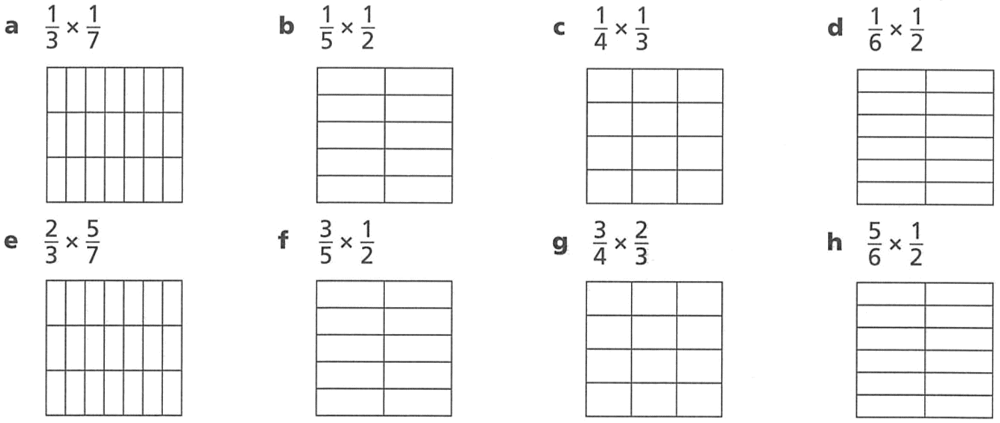 a 1/3 × 1/7 b 1/5 × 1/2 c 1/4 × 1/3 d 1/6 × 1/2
e 2/3 × 5/7 f 3/5 × 1/2 g 3/4 × 2/3 h 5/6 × 1/2